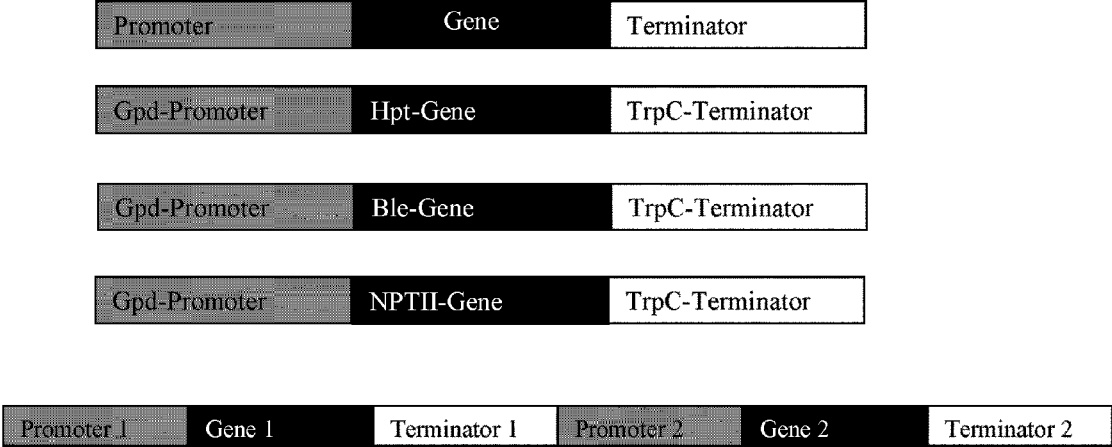 Promoter Gene Terminator
Gpd-Promoter Hpt-Gene TrpC-Terminator
Gpd-Promoter Ble-Gene TrpC-Terminator
Gpd-Promoter NPTII-Gene TrpC-Terminator
Promoter 1 Gene 1 Terminator 1 Promoter 2 Gene 2 Terminator 2